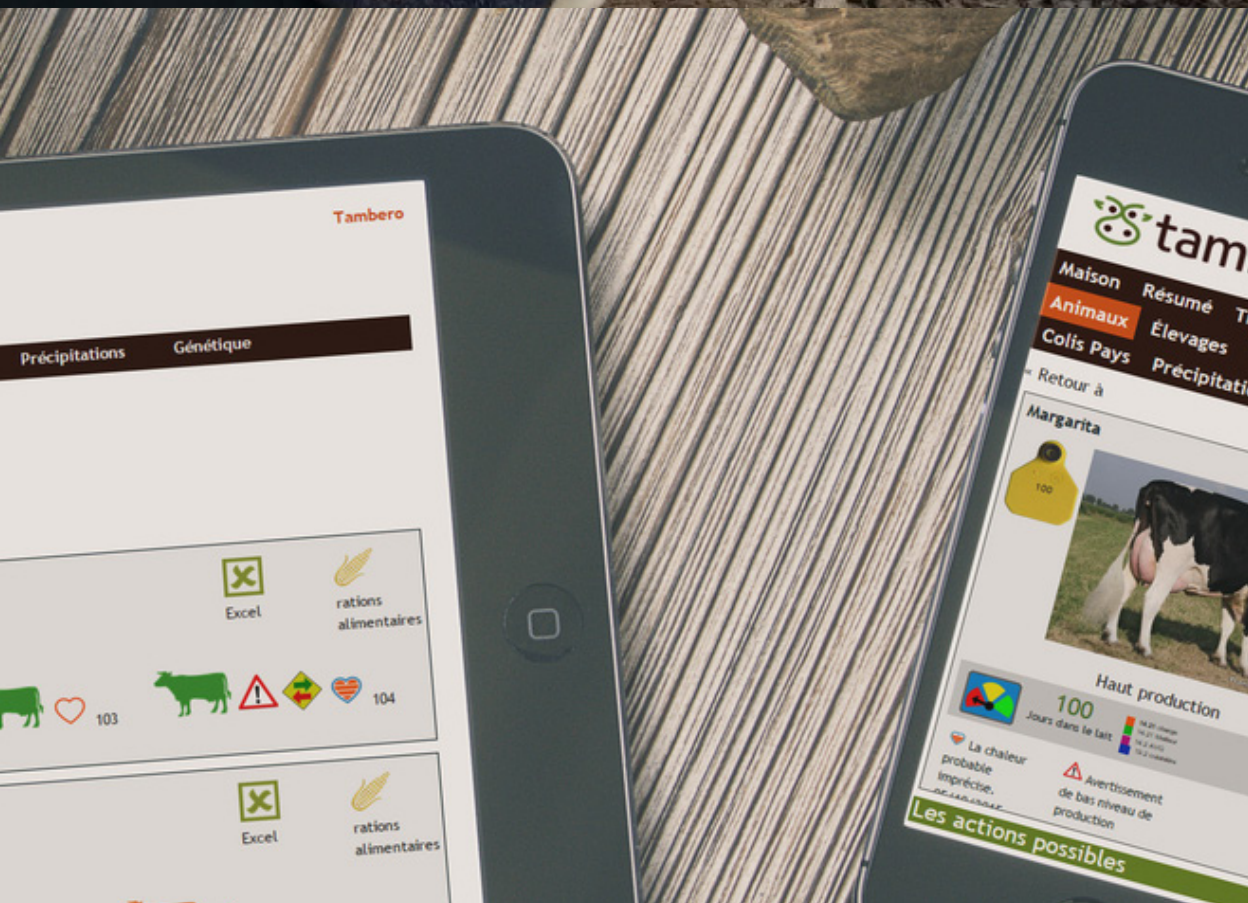 Tambero
Précipitations Génétique
Excel
rations
alimentaires
103
104
Excel
rations
alimentaires
tam
Maison Résumé
Animaux Élevages
Colis Pays Précipitati
« Retour à
Margarita
100
Haut production
100
Jours dans le lait
La chaleur
probable
imprécise.
Avertissement
de bas niveau de
production
Les actions possibles